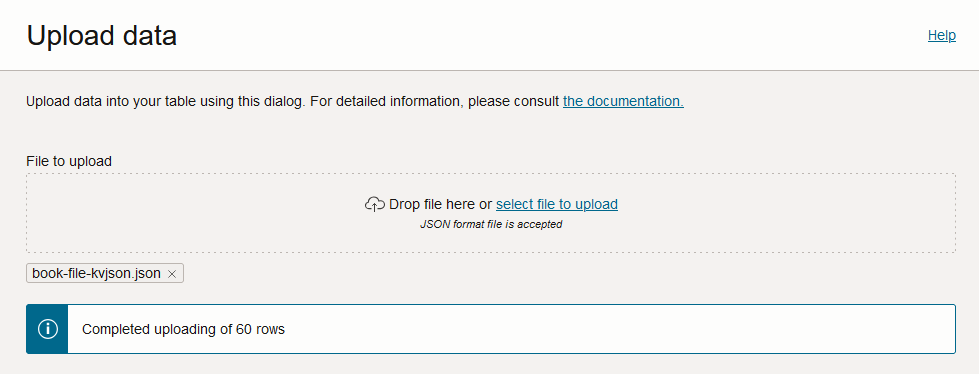 Upload data
Help
Upload data into your table using this dialog. For detailed information, please consult the documentation.
File to upload
Drop file here or select file to upload
JSON format file is accepted
book-file-kvjson.json ×
Completed uploading of 60 rows